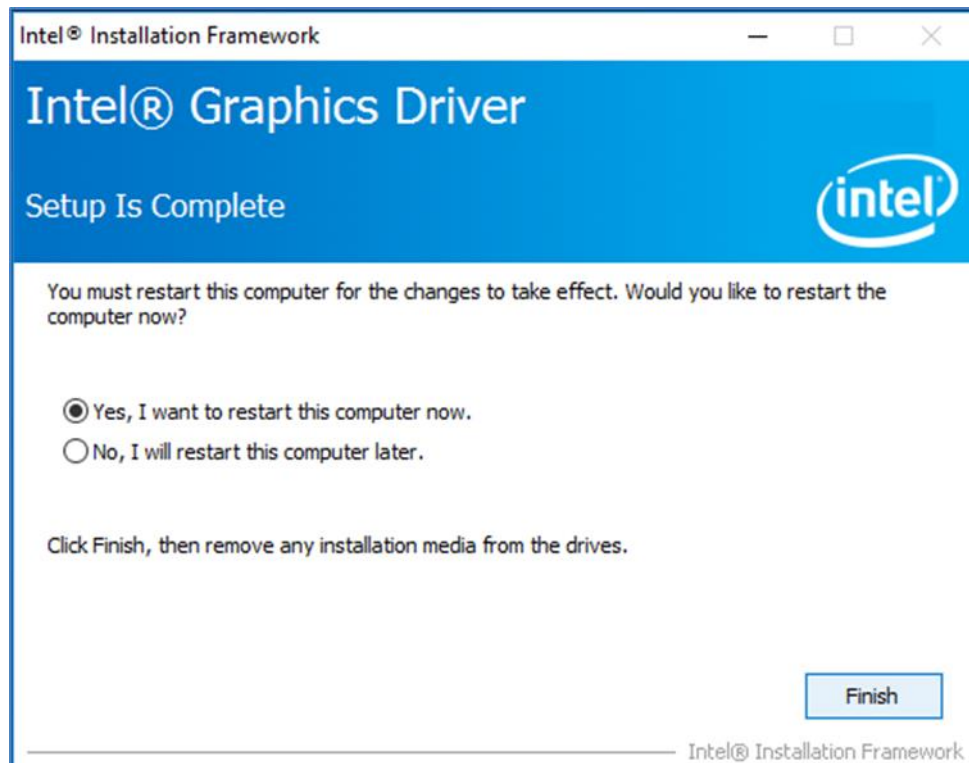 Intel® Installation Framework
Intel® Graphics Driver
Setup Is Complete
intel®
You must restart this computer for the changes to take effect. Would you like to restart the
computer now?
Yes, I want to restart this computer now.
No, I will restart this computer later.
Click Finish, then remove any installation media from the drives.
Finish
Intel® Installation Framework